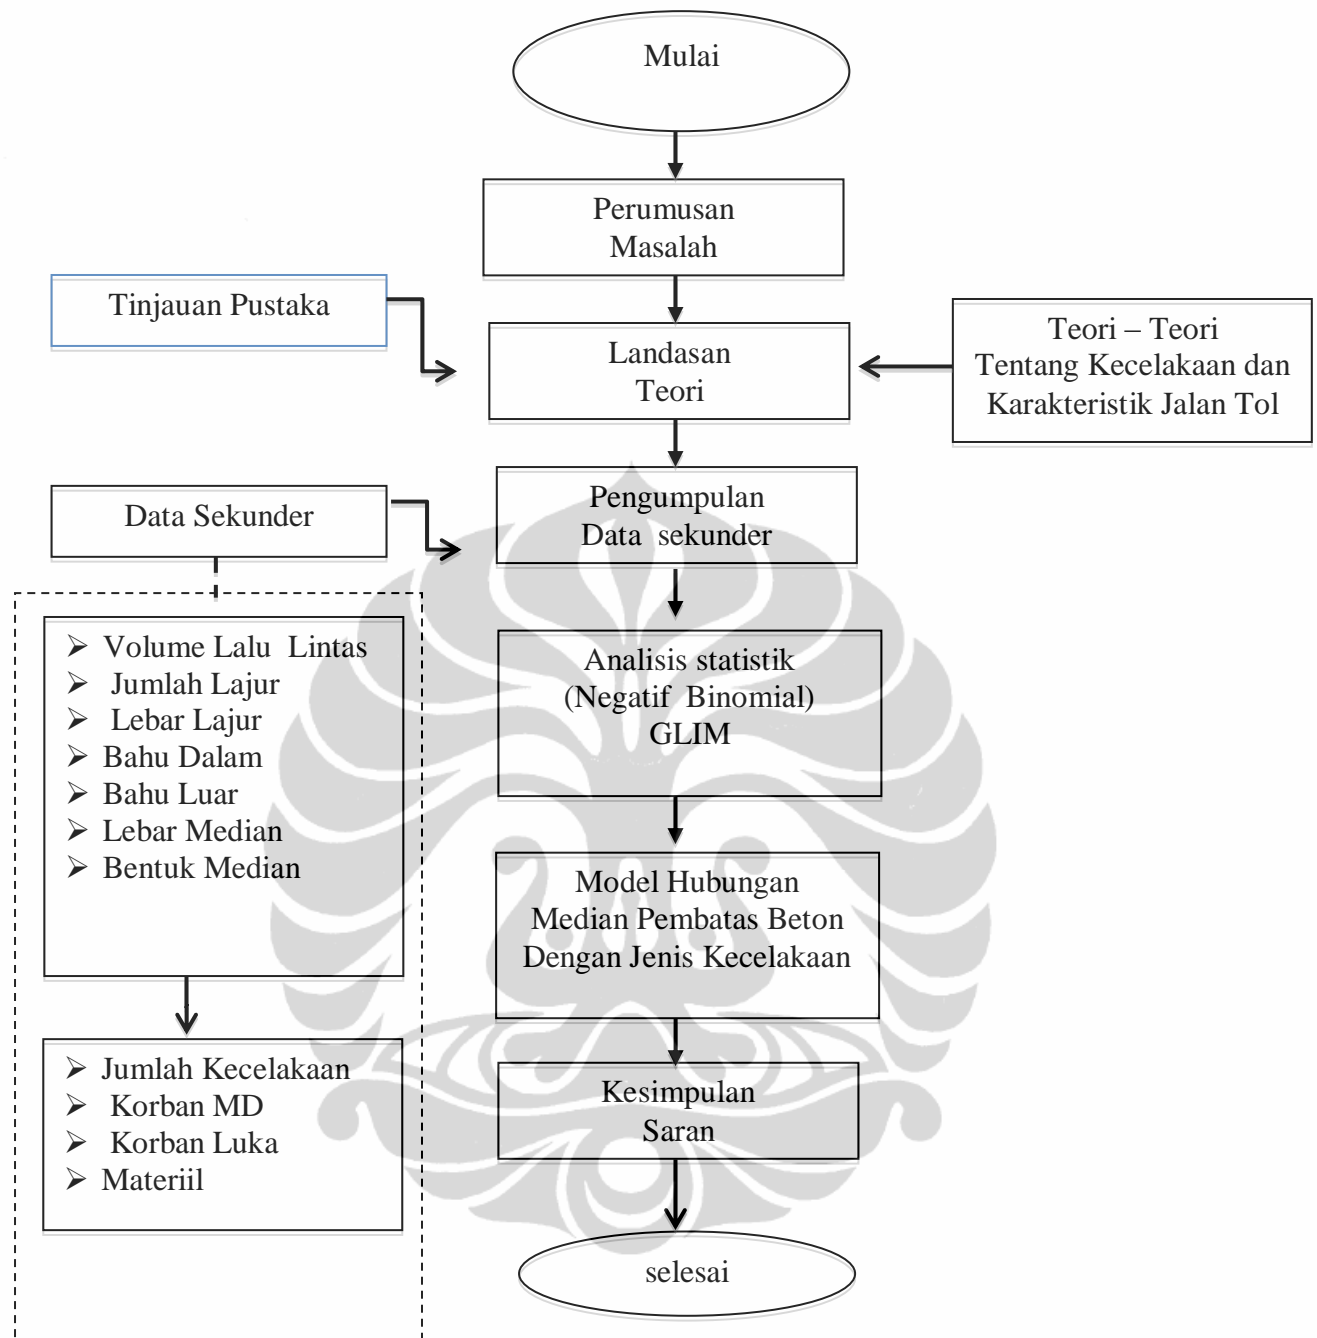 Mulai
Perumusan
Masalah
Tinjauan Pustaka
Landasan
Teori
Teori – Teori
Tentang Kecelakaan dan
Karakteristik Jalan Tol
Data Sekunder
Pengumpulan
Data sekunder
➢ Volume Lalu Lintas
➢ Jumlah Lajur
➢ Lebar Lajur
➢ Bahu Dalam
➢ Bahu Luar
➢ Lebar Median
➢ Bentuk Median
Analisis statistik
(Negatif Binomial)
GLIM
Model Hubungan
Median Pembatas Beton
Dengan Jenis Kecelakaan
➢ Jumlah Kecelakaan
➢ Korban MD
➢ Korban Luka
➢ Materiil
Kesimpulan
Saran
selesai